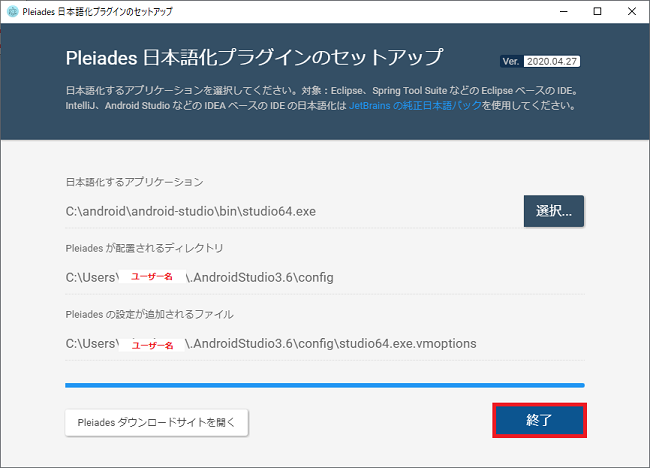 Pleiades 日本語化プラグインのセットアップ
Pleiades 日本語化プラグインのセットアップ
Ver. 2020.04.27
日本語化するアプリケーションを選択してください。対象：Eclipse、Spring Tool Suite などの Eclipse ベースの IDE。
IntelliJ、Android Studio などの IDEA ベースの IDE の日本語化は JetBrains の純正日本語パックを使用してください。
日本語化するアプリケーション
C:\android\android-studio\bin\studio64.exe
選択...
Pleiades が配置されるディレクトリ
C:\Users\ユーザー名\.AndroidStudio3.6\config
Pleiades の設定が追加されるファイル
C:\Users\ユーザー名\.AndroidStudio3.6\config\studio64.exe.vmoptions
Pleiades ダウンロードサイトを開く
終了